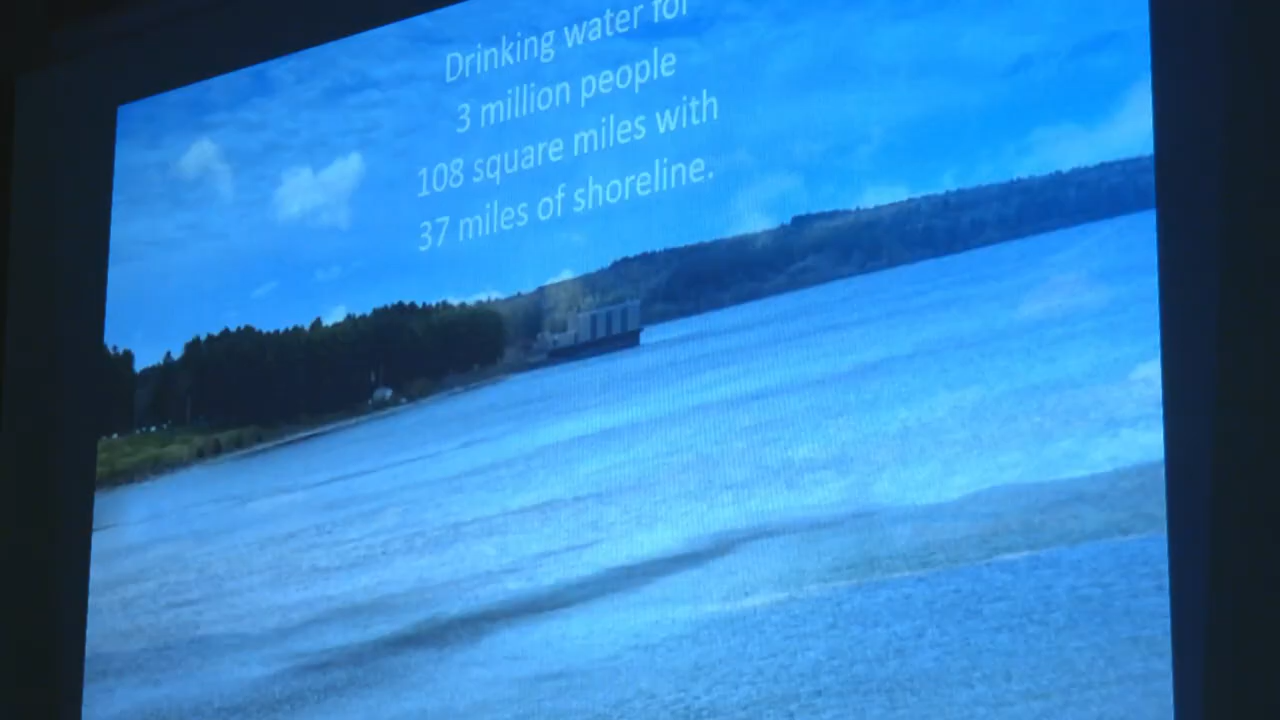 Drinking water for
3 million people
108 square miles with
37 miles of shoreline.